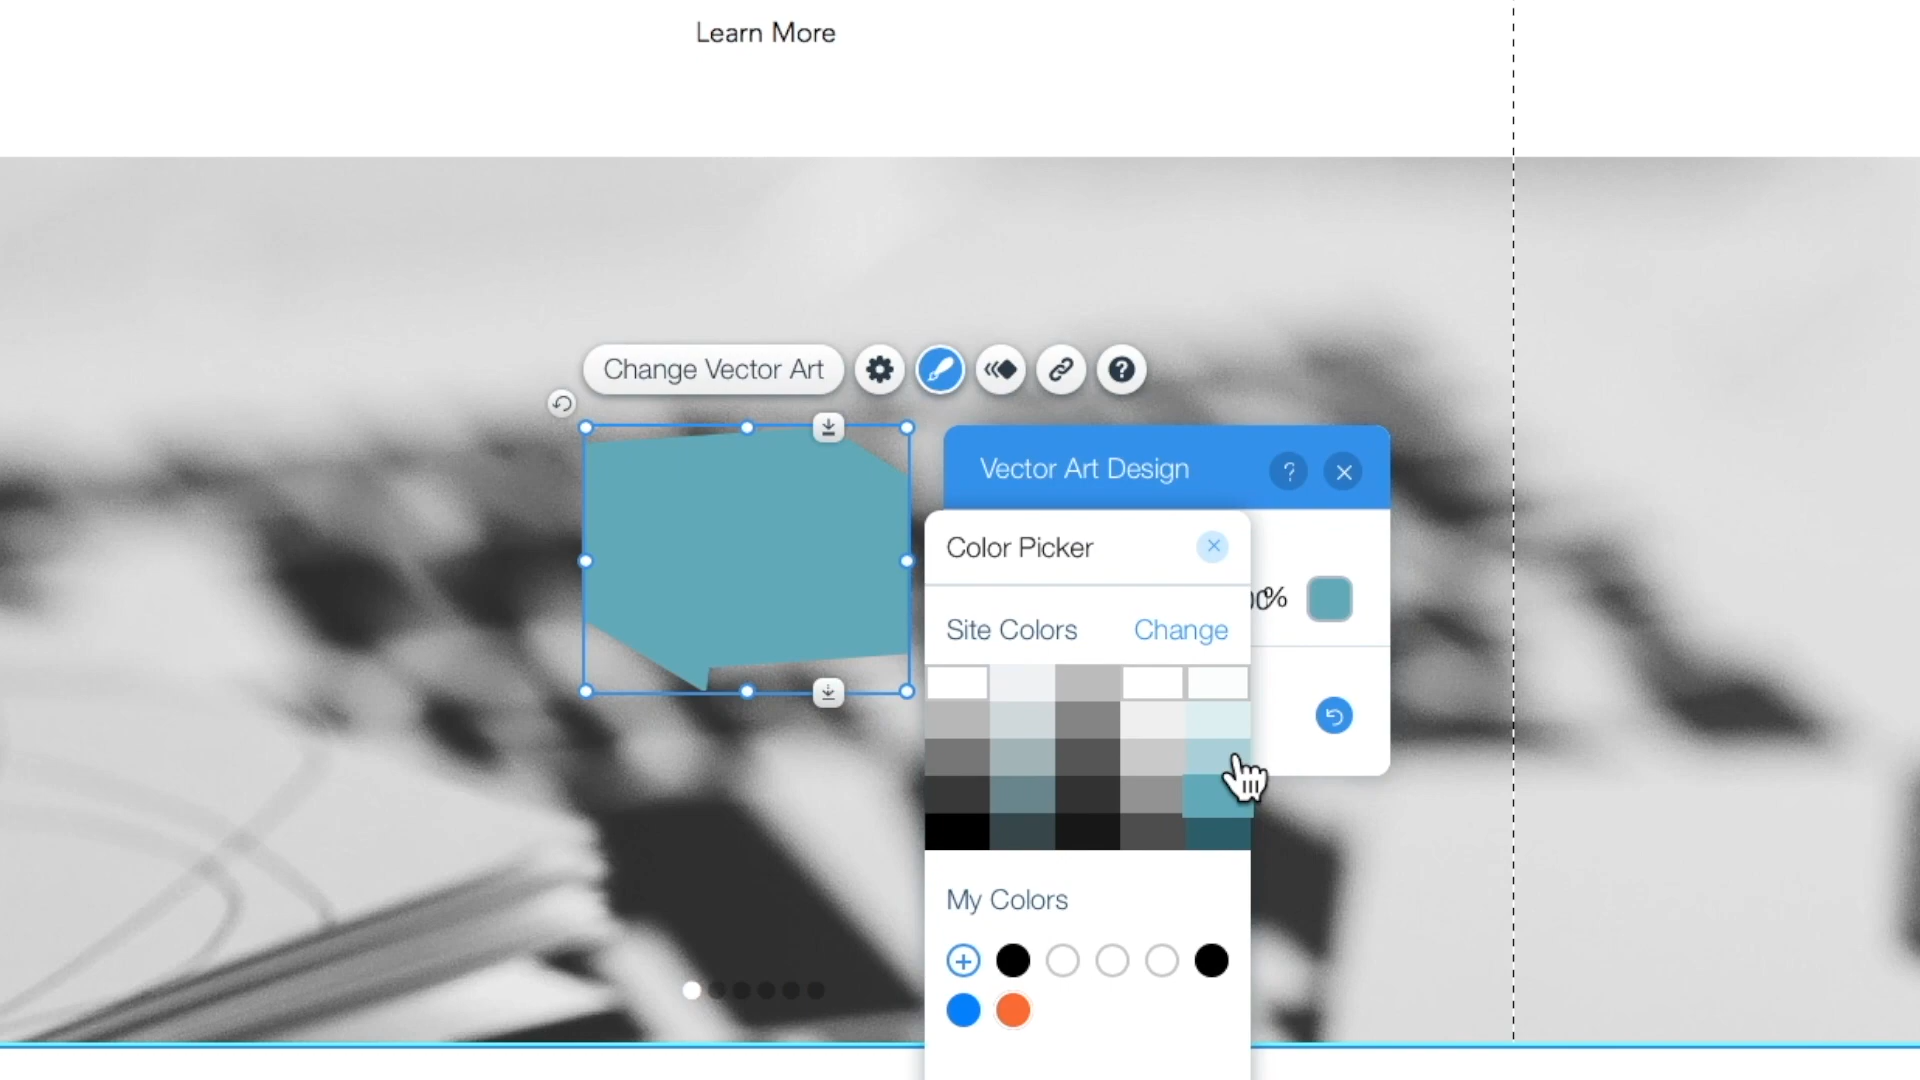 Learn More
Change Vector Art
?
Vector Art Design
?
Color Picker
%
Site Colors
Change
My Colors